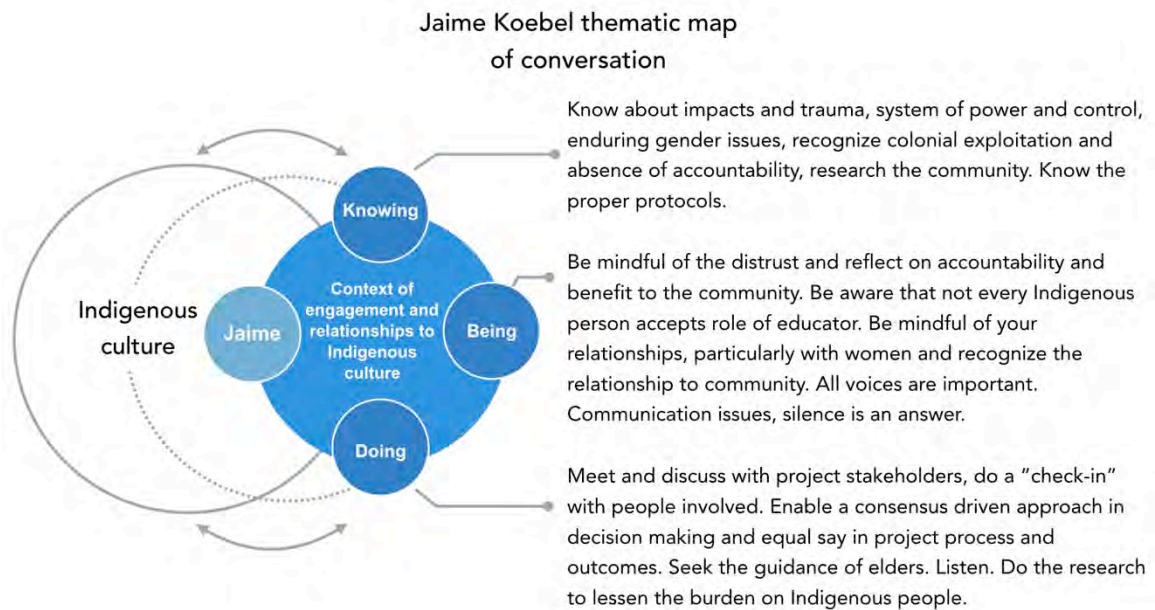 Jaime Koebel thematic map
of conversation
Know about impacts and trauma, system of power and control,
enduring gender issues, recognize colonial exploitation and
absence of accountability, research the community. Know the
proper protocols.
Knowing
Be mindful of the distrust and reflect on accountability and
benefit to the community. Be aware that not every Indigenous
person accepts role of educator. Be mindful of your
relationships, particularly with women and recognize the
relationship to community. All voices are important.
Communication issues, silence is an answer.
Indigenous
culture
Jaime
Context of
engagement and
relationships to
Indigenous
culture
Being
Doing
Meet and discuss with project stakeholders, do a “check-in”
with people involved. Enable a consensus driven approach in
decision making and equal say in project process and
outcomes. Seek the guidance of elders. Listen. Do the research
to lessen the burden on Indigenous people.